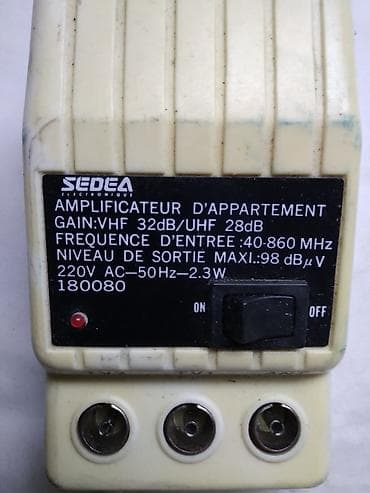 SEDEA
ELECTRONIQUE
AMPLIFICATEUR D'APPARTEMENT
GAIN:VHF 32dB/UHF 28dB
FREQUENCE D'ENTREE :40-860 MHz
NIVEAU DE SORTIE MAXI.:98 dBμV
220V AC—50Hz—2.3W
180080
ON OFF